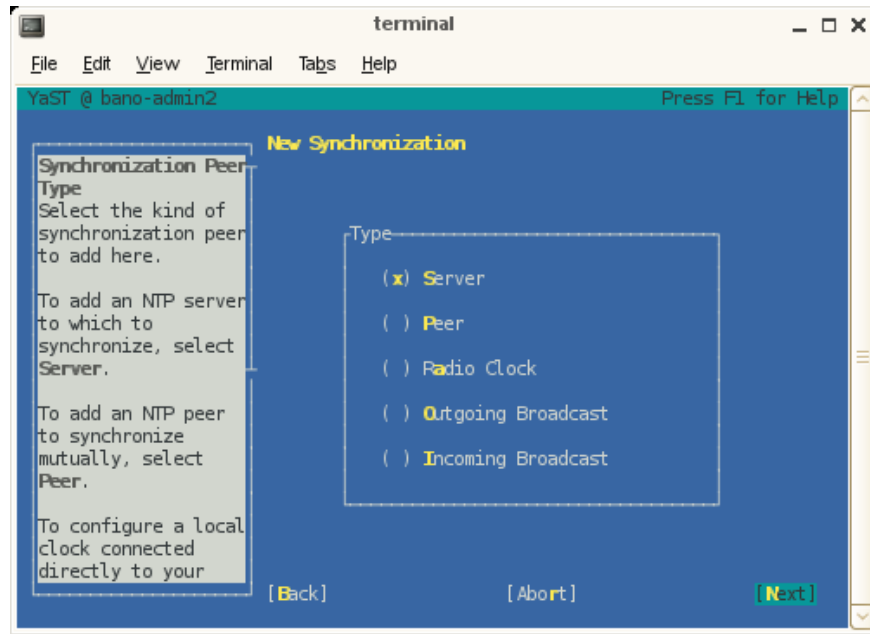 terminal
File Edit View Terminal Tabs Help
YaST @ bano-admin2 Press F1 for Help
New Synchronization
Synchronization Peer
Type
Select the kind of
synchronization peer
to add here.
To add an NTP server
to which to
synchronize, select
Server.
To add an NTP peer
to synchronize
mutually, select
Peer.
To configure a local
clock connected
directly to your
Type
(x) Server
( ) Peer
( ) Radio Clock
( ) Outgoing Broadcast
( ) Incoming Broadcast
[Back] [Abort] [Next]